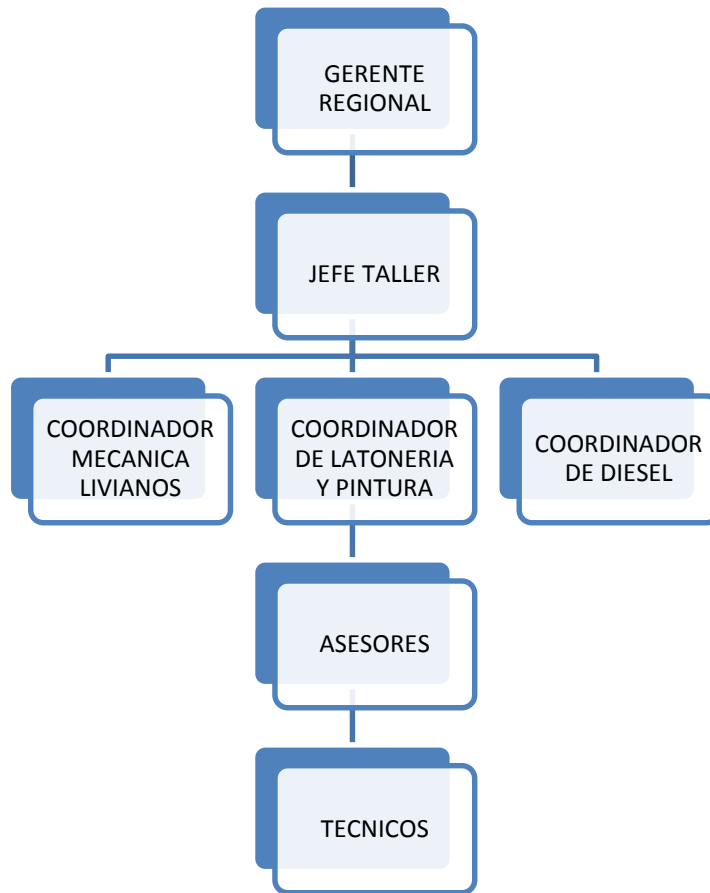 GERENTE
REGIONAL
JEFE TALLER
COORDINADOR
MECANICA
LIVIANOS
COORDINADOR
DE LATONERIA
Y PINTURA
COORDINADOR
DE DIESEL
ASESORES
TECNICOS